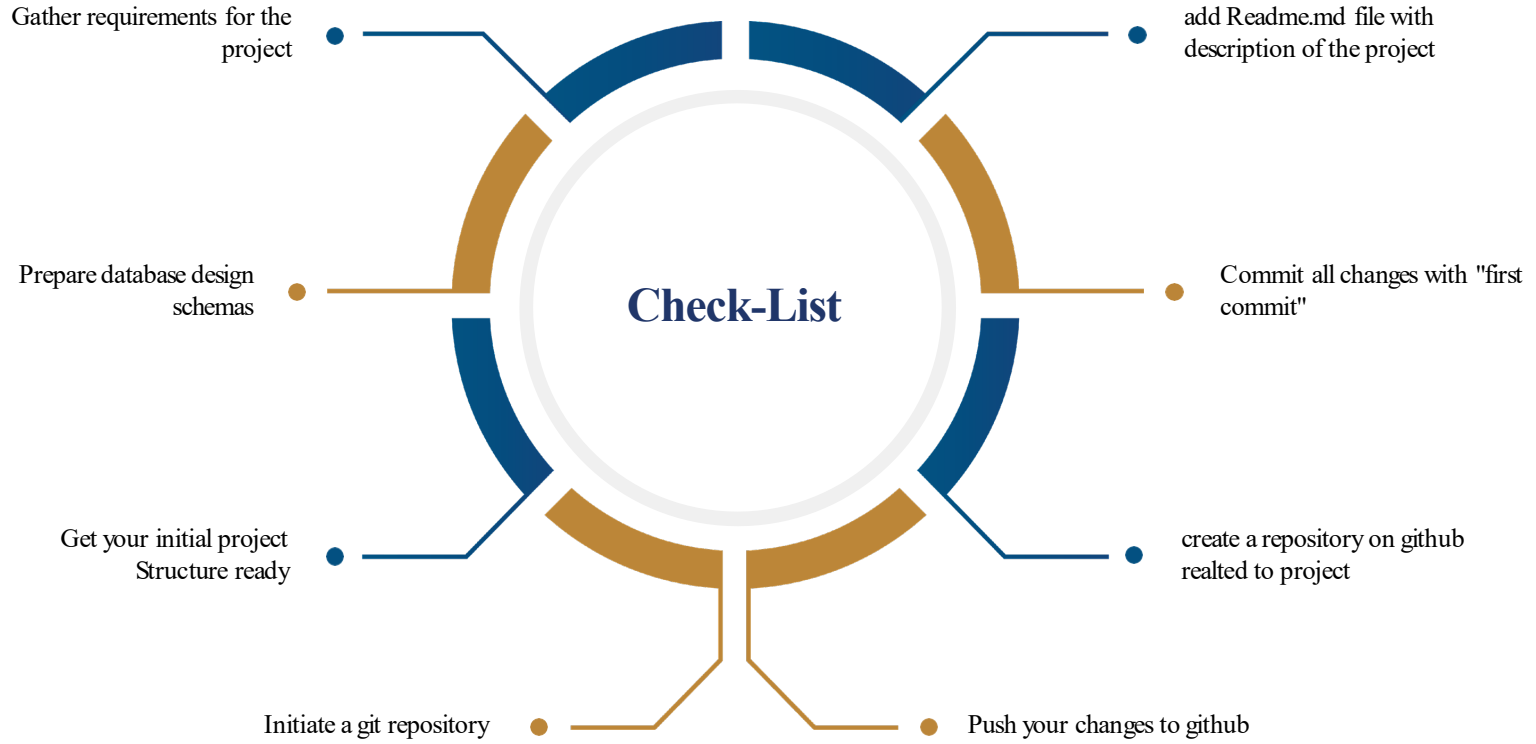 Gather requirements for the
project
Prepare database design
schemas
Get your initial project
Structure ready
Initiate a git repository
Check-List
add Readme.md file with
description of the project
Commit all changes with "first
commit"
create a repository on github
realted to project
Push your changes to github